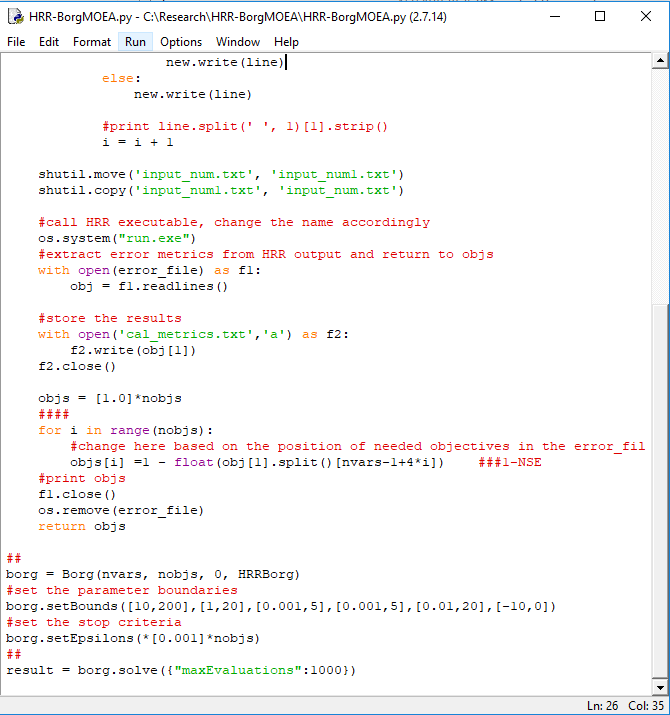 HRR-BorgMOEA.py - C:\Research\HRR-BorgMOEA\HRR-BorgMOEA.py (2.7.14)
File Edit Format Run Options Window Help
                    new.write(line)
            else:
                new.write(line)

            #print line.split(' ', 1)[1].strip()
            i = i + 1

    shutil.move('input_num.txt', 'input_num1.txt')
    shutil.copy('input_num1.txt', 'input_num.txt')

    #call HRR executable, change the name accordingly
    os.system("run.exe")
    #extract error metrics from HRR output and return to objs
    with open(error_file) as f1:
        obj = f1.readlines()

    #store the results
    with open('cal_metrics.txt','a') as f2:
        f2.write(obj[1])
    f2.close()

    objs = [1.0]*nobjs
    ####
    for i in range(nobjs):
        #change here based on the position of needed objectives in the error_fil
        objs[i] =1 - float(obj[1].split()[nvars-1+4*i])    ###1-NSE
    #print objs
    f1.close()
    os.remove(error_file)
    return objs

##
borg = Borg(nvars, nobjs, 0, HRRBorg)
#set the parameter boundaries
borg.setBounds([10,200],[1,20],[0.001,5],[0.001,5],[0.01,20],[-10,0])
#set the stop criteria
borg.setEpsilons(*[0.001]*nobjs)
##
result = borg.solve({"maxEvaluations":1000})
Ln: 26 Col: 35